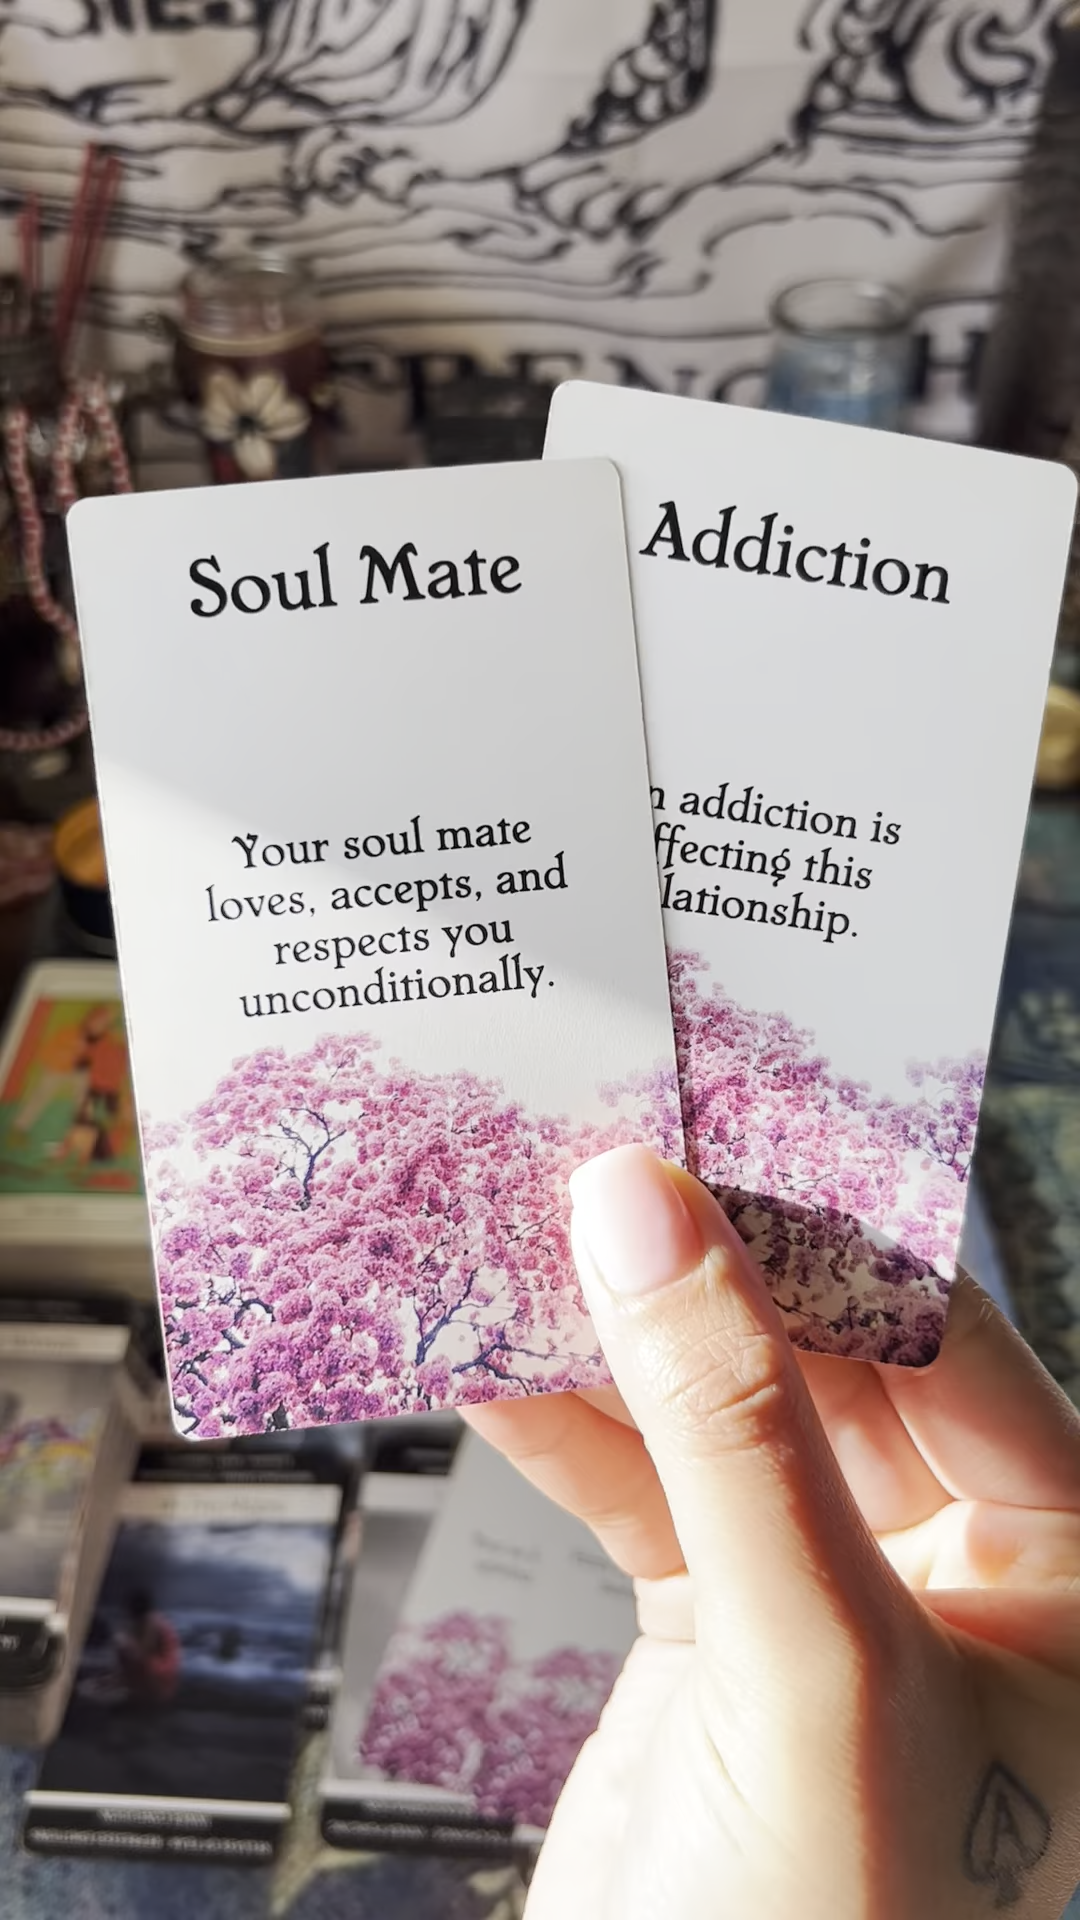 Soul Mate
Your soul mate
loves, accepts, and
respects you
unconditionally.
Addiction
n addiction is
ffecting this
lationship.
A